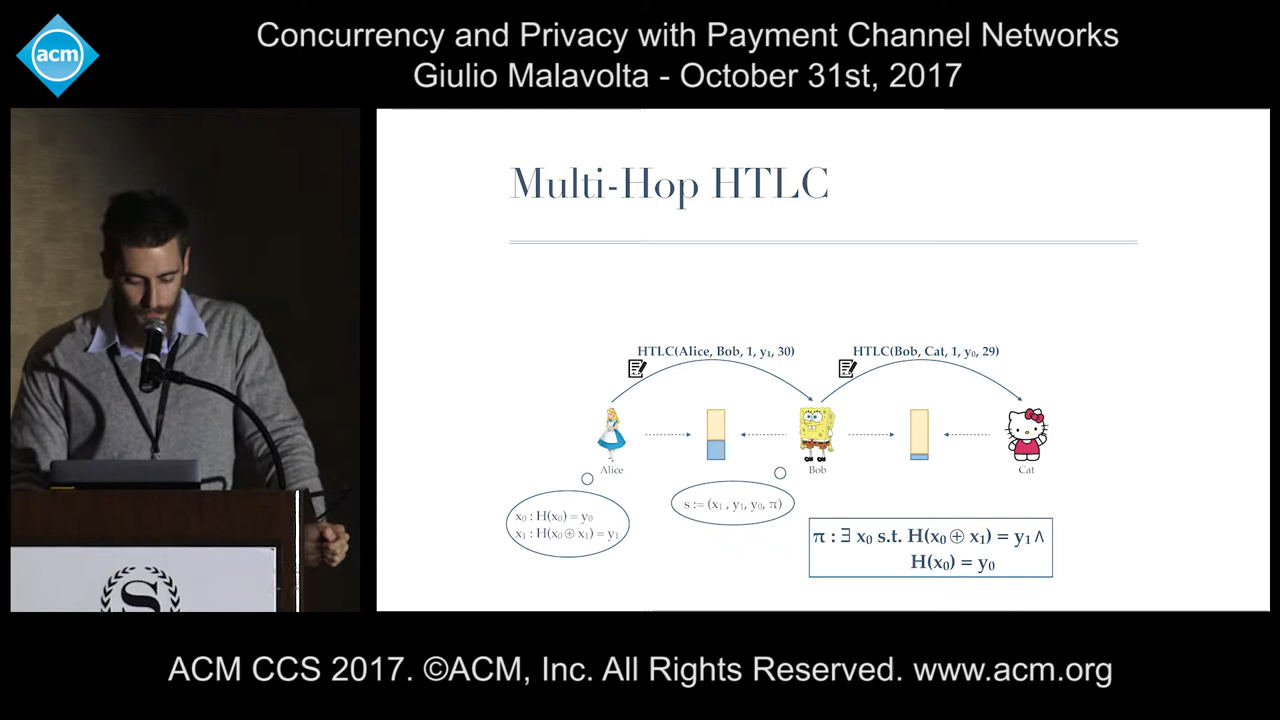 Concurrency and Privacy with Payment Channel Networks
Giulio Malavolta - October 31st, 2017
acm
Multi-Hop HTLC
HTLC(Alice, Bob, 1, y₁, 30)
HTLC(Bob, Cat, 1, y₀, 29)
Alice
Bob
Cat
x₀ : H(x₀) = y₀
x₁ : H(x₀ ⊕ x₁) = y₁
s := (x₁ , y₁, y₀, π)
π : ∃ x₀ s.t. H(x₀ ⊕ x₁) = y₁ ∧
H(x₀) = y₀
S
ACM CCS 2017. ©ACM, Inc. All Rights Reserved. www.acm.org